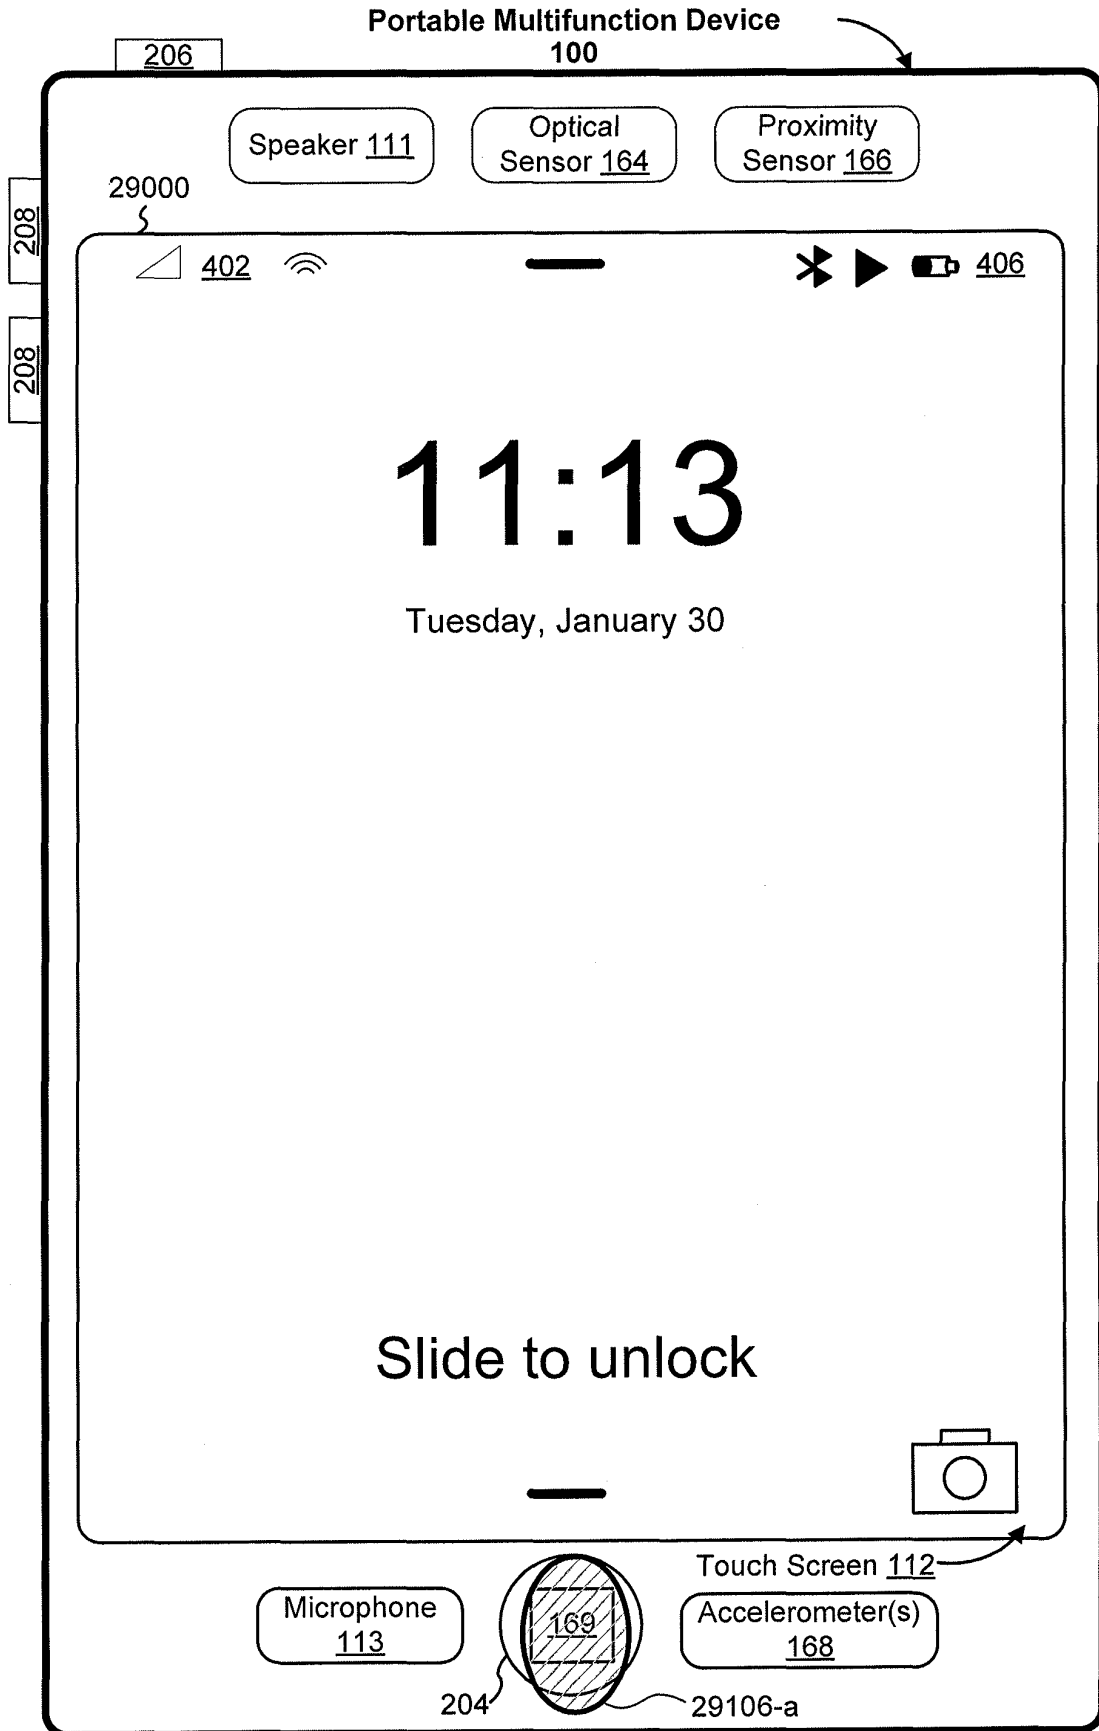 Portable Multifunction Device
100
206
Speaker 111
Optical
Sensor 164
Proximity
Sensor 166
29000
208
402
406
208
11:13
Tuesday, January 30
Slide to unlock
Touch Screen 112
Microphone
113
169
Accelerometer(s)
168
204
29106-a